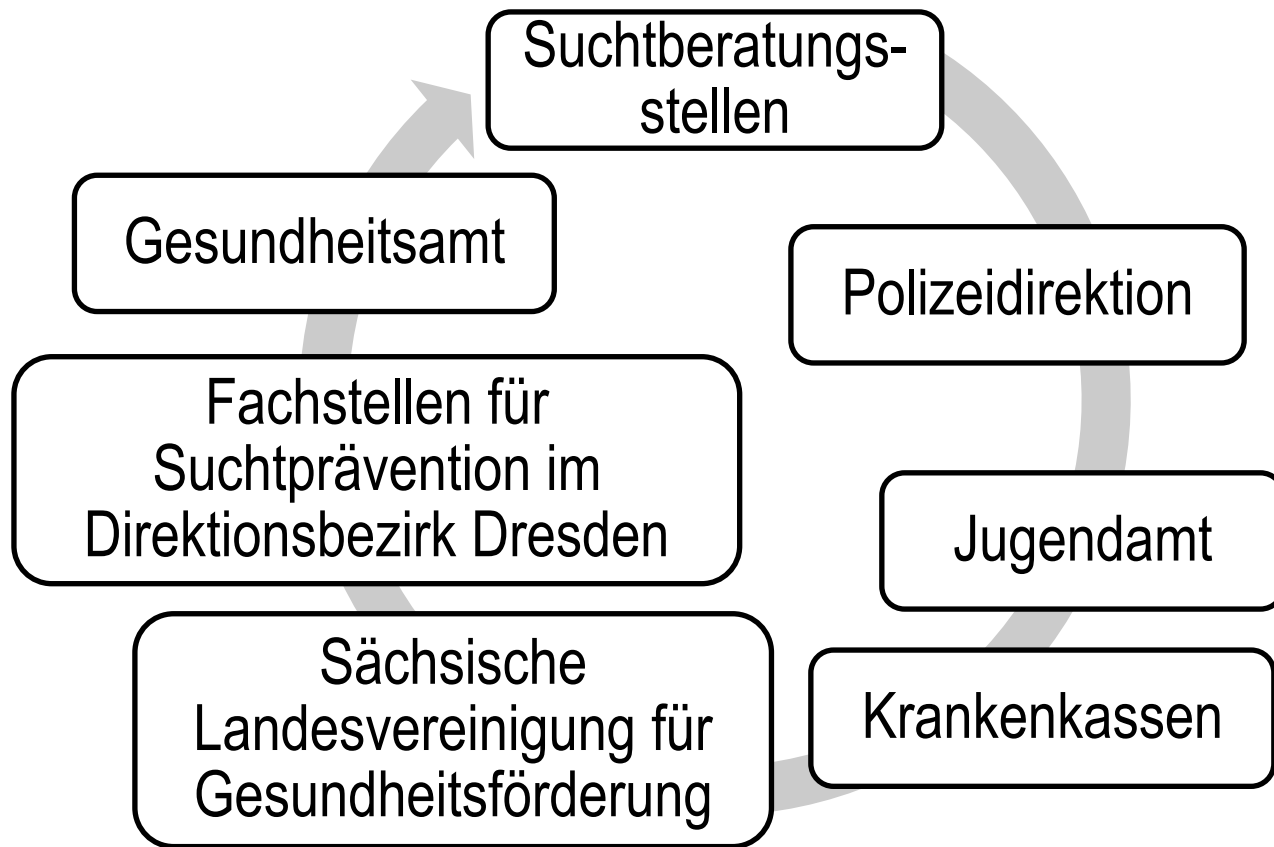 Suchtberatungs-
stellen
Polizeidirektion
Jugendamt
Krankenkassen
Sächsische
Landesvereinigung für
Gesundheitsförderung
Fachstellen für
Suchtprävention im
Direktionsbezirk Dresden
Gesundheitsamt